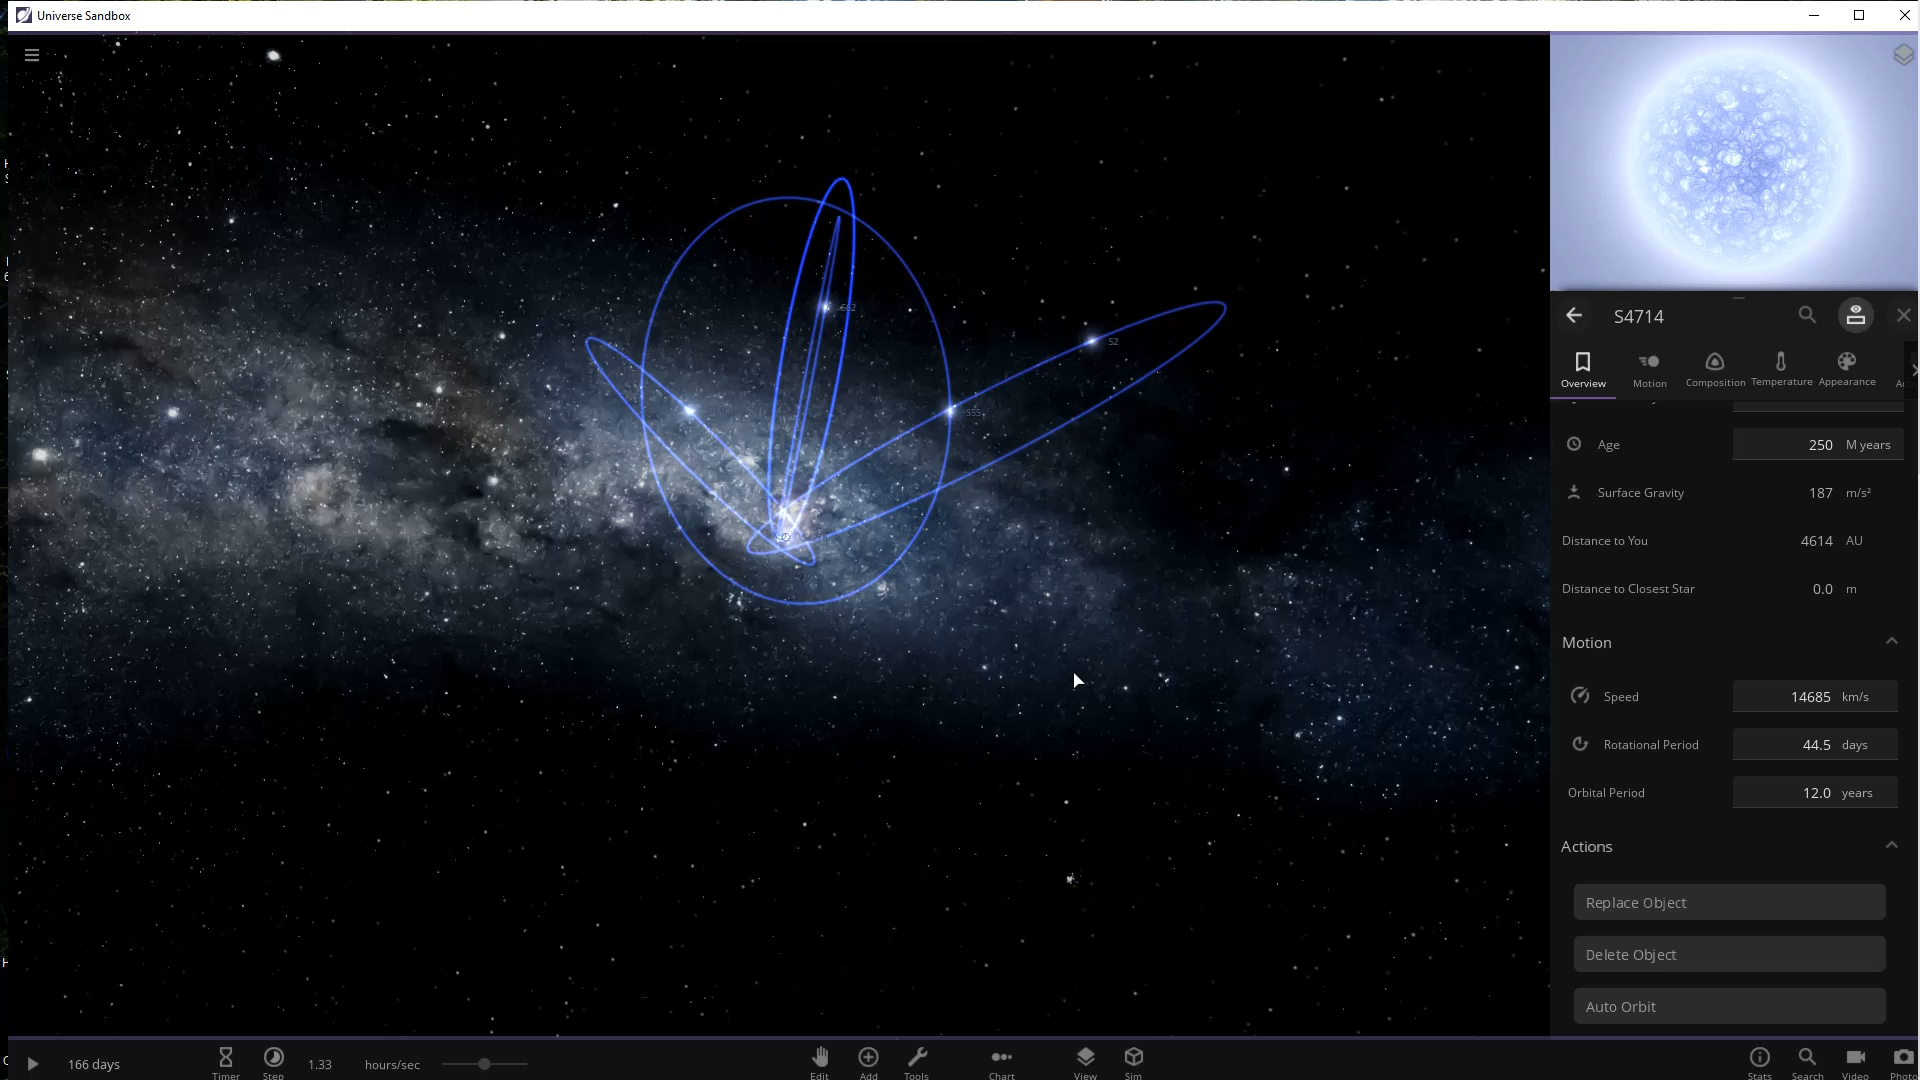 Universe Sandbox
S62
S2
S55
S4714
Overview
Motion
Composition
Temperature
Appearance
Age 250 M years
Surface Gravity 187 m/s²
Distance to You 4614 AU
Distance to Closest Star 0.0 m
Motion
Speed 14685 km/s
Rotational Period 44.5 days
Orbital Period 12.0 years
Actions
Replace Object
Delete Object
Auto Orbit
166 days
Timer
Step
1.33 hours/sec
Edit
Add
Tools
Chart
View
Sim
Stats
Search
Video
Photo